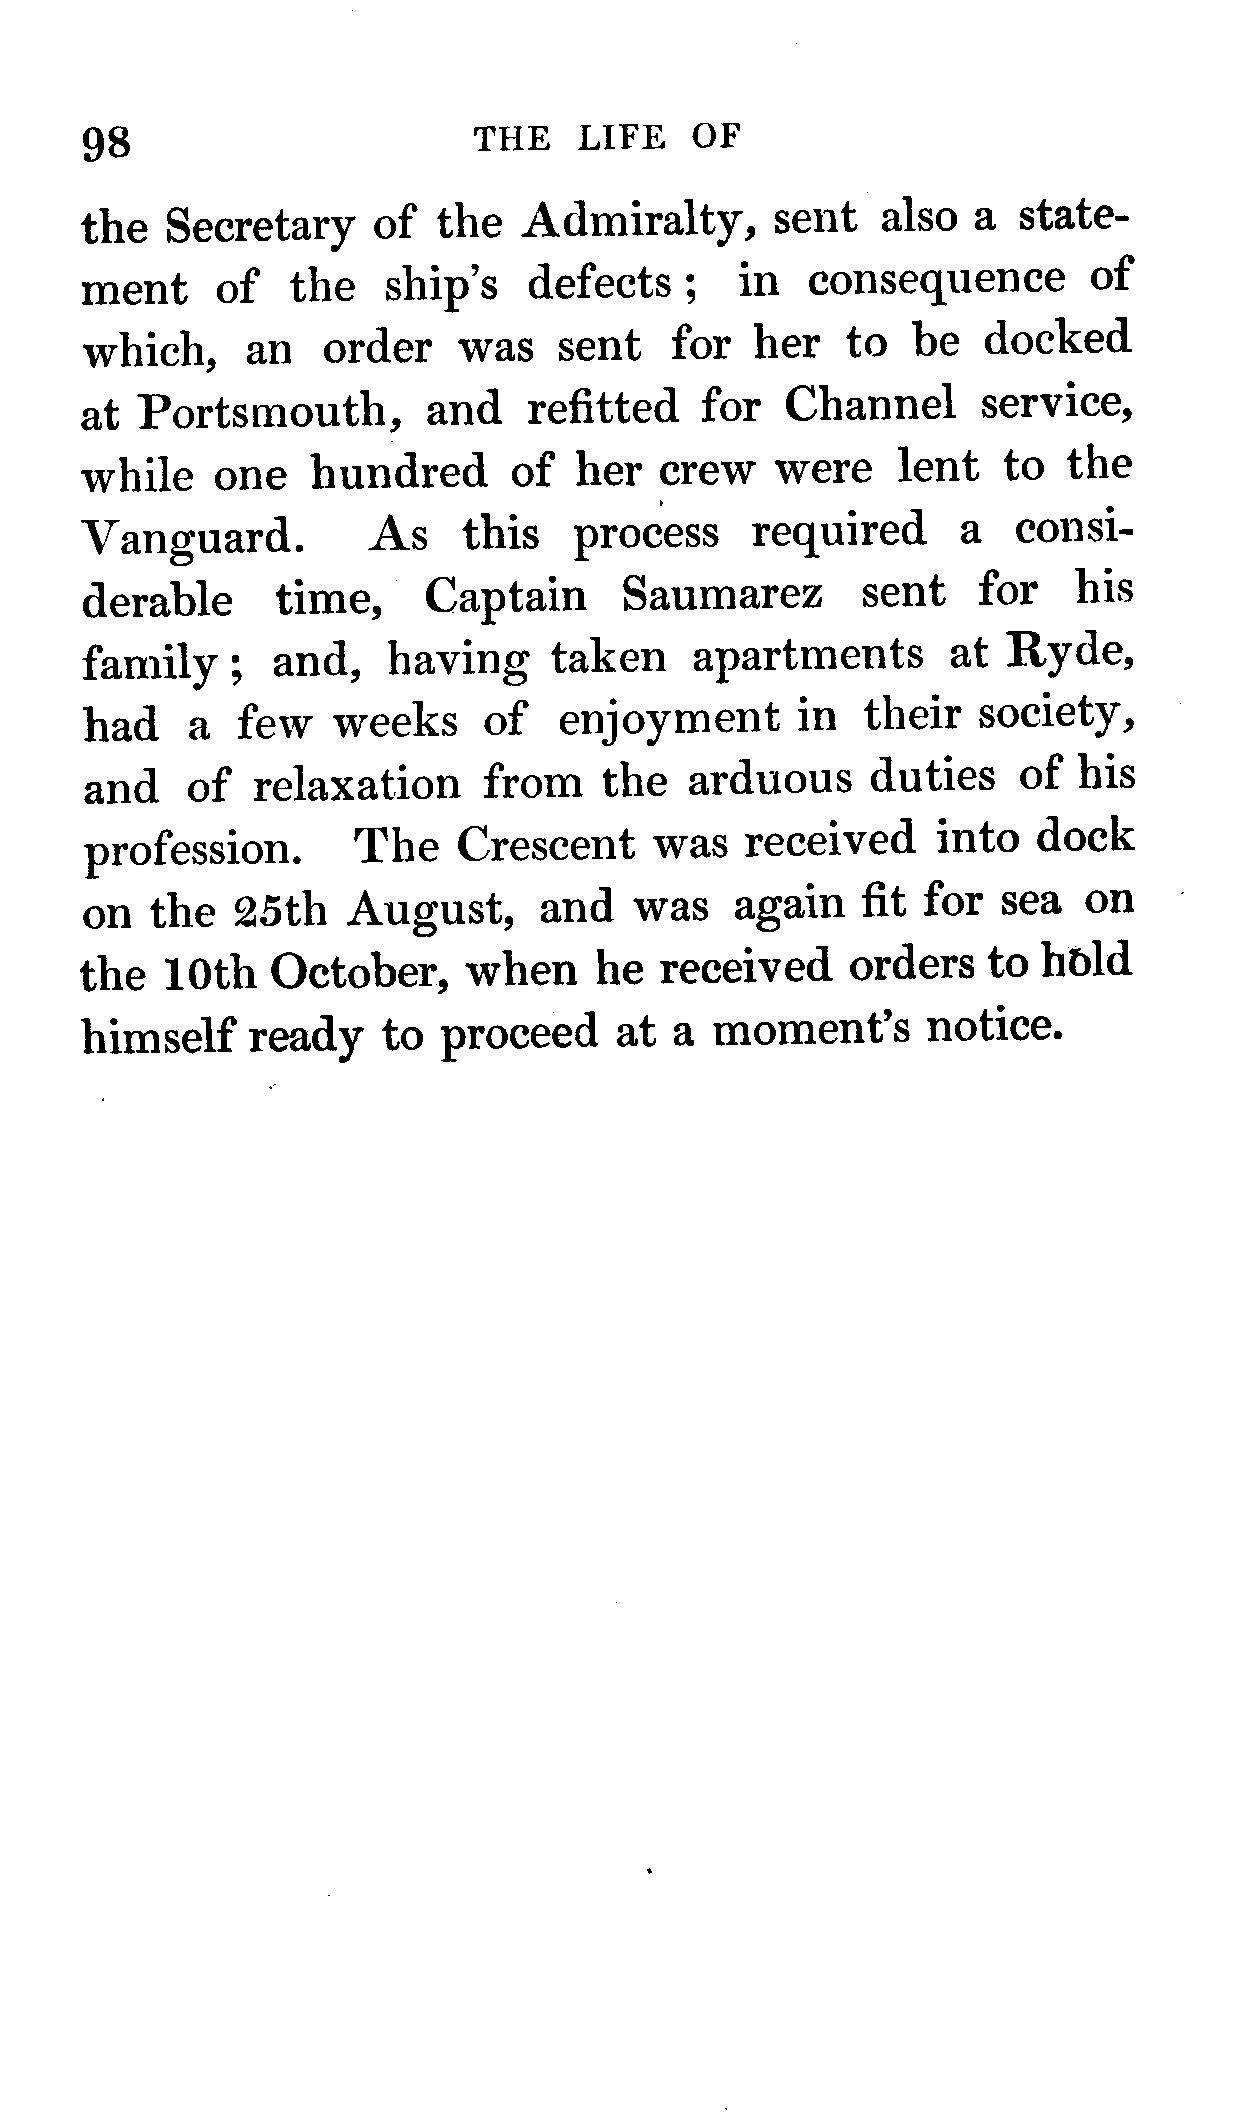 98 THE LIFE OF
the Secretary of the Admiralty, sent also a state-
ment of the ship's defects ; in consequence of
which, an order was sent for her to be docked
at Portsmouth, and refitted for Channel service,
while one hundred of her crew were lent to the
Vanguard. As this process required a consi-
derable time, Captain Saumarez sent for his
family ; and, having taken apartments at Ryde,
had a few weeks of enjoyment in their society,
and of relaxation from the arduous duties of his
profession. The Crescent was received into dock
on the 25th August, and was again fit for sea on
the 10th October, when he received orders to hold
himself ready to proceed at a moment's notice.